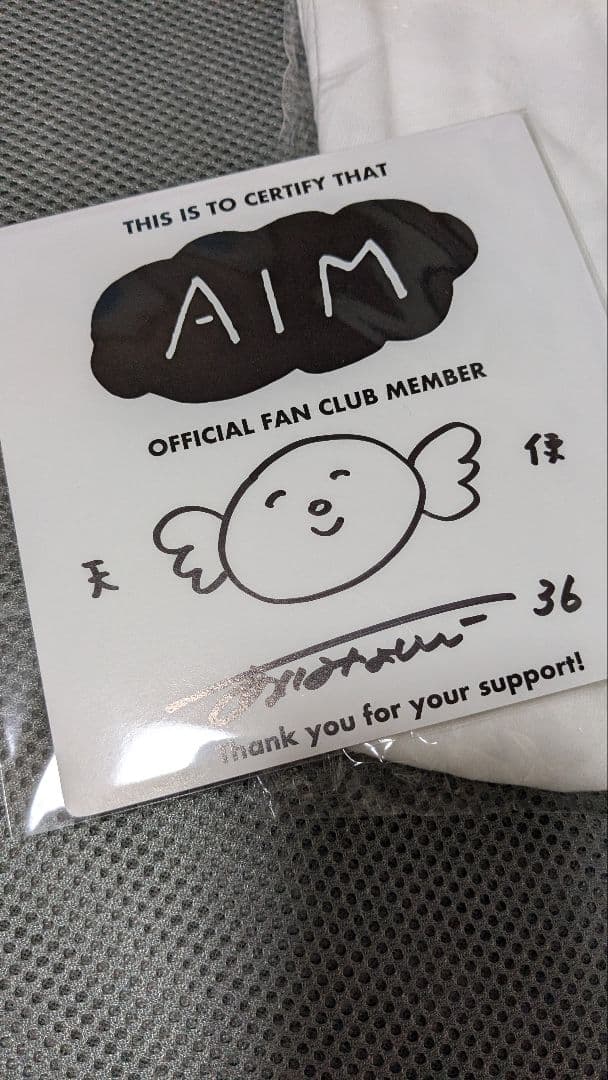 THIS IS TO CERTIFY THAT
AIM
OFFICIAL FAN CLUB MEMBER
天 使
36
Thank you for your support!